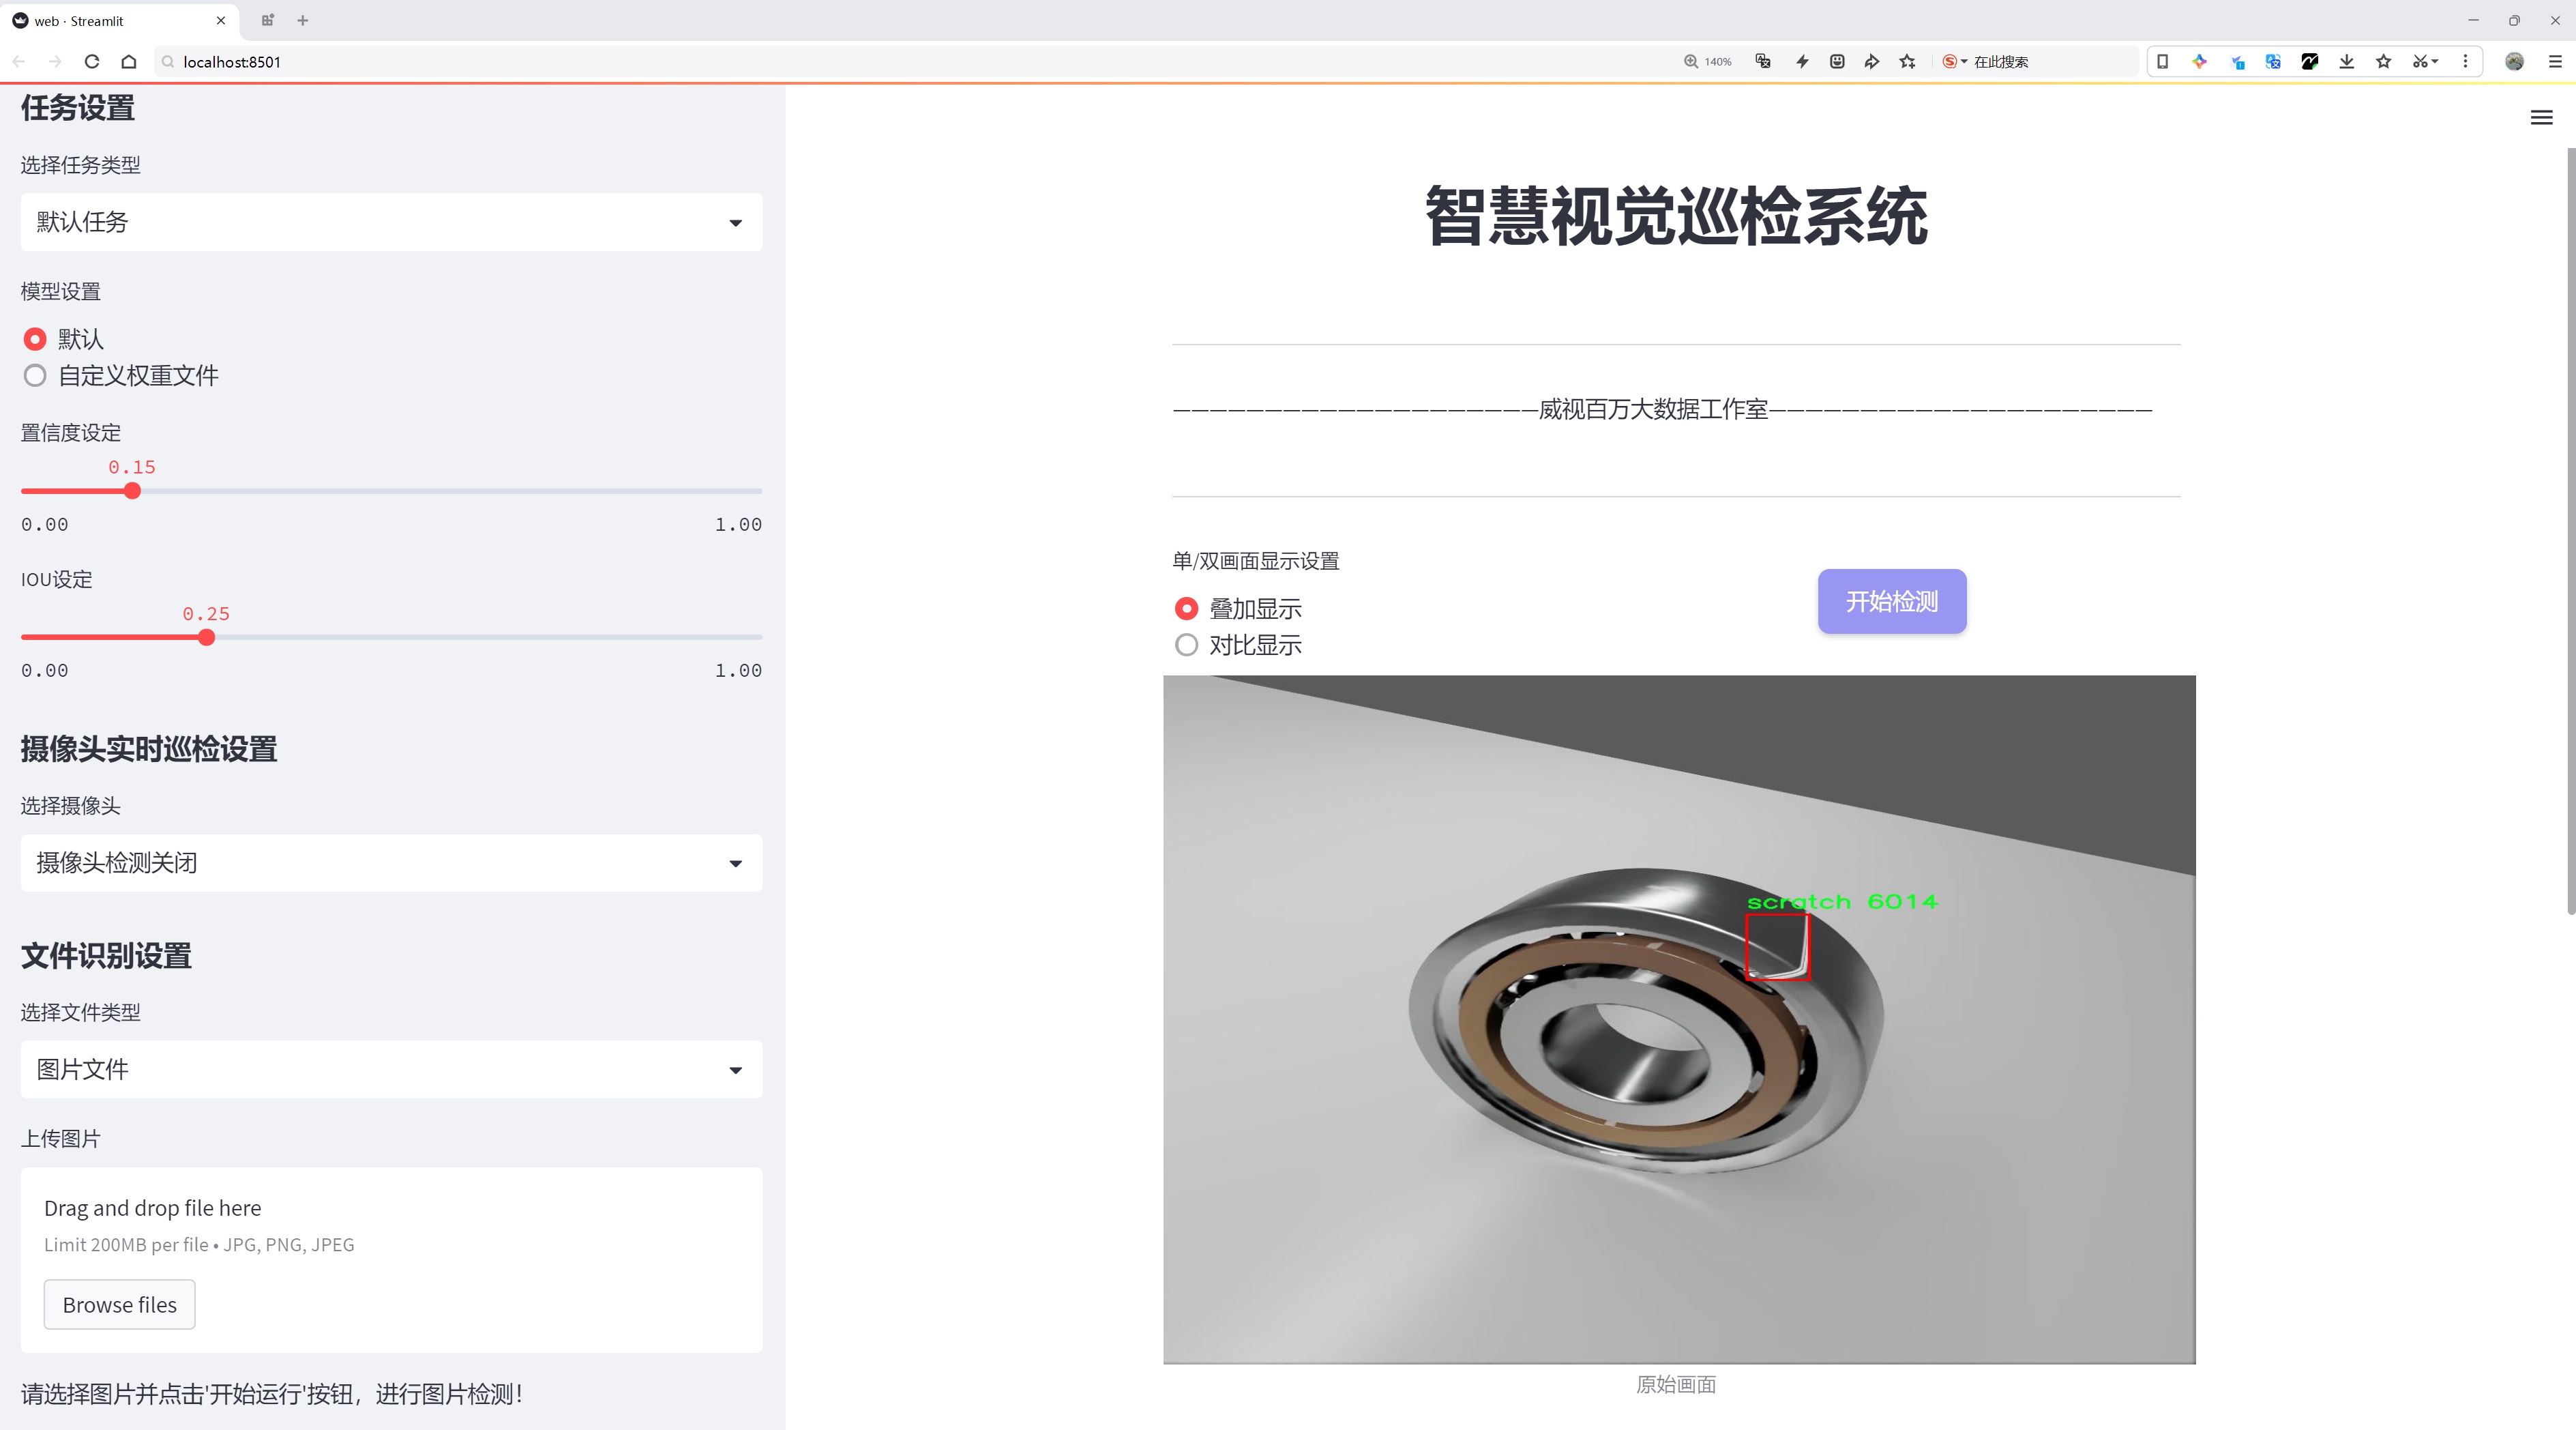 web · Streamlit
localhost:8501
140%
在此搜索
任务设置
选择任务类型
默认任务
模型设置
默认
自定义权重文件
置信度设定
0.15
0.00 1.00
IOU设定
0.25
0.00 1.00
摄像头实时巡检设置
选择摄像头
摄像头检测关闭
文件识别设置
选择文件类型
图片文件
上传图片
Drag and drop file here
Limit 200MB per file • JPG, PNG, JPEG
Browse files
请选择图片并点击'开始运行'按钮，进行图片检测！
智慧视觉巡检系统
————————————————————威视百万大数据工作室—————————————————————
单/双画面显示设置
叠加显示
对比显示
开始检测
scratch 6014
原始画面